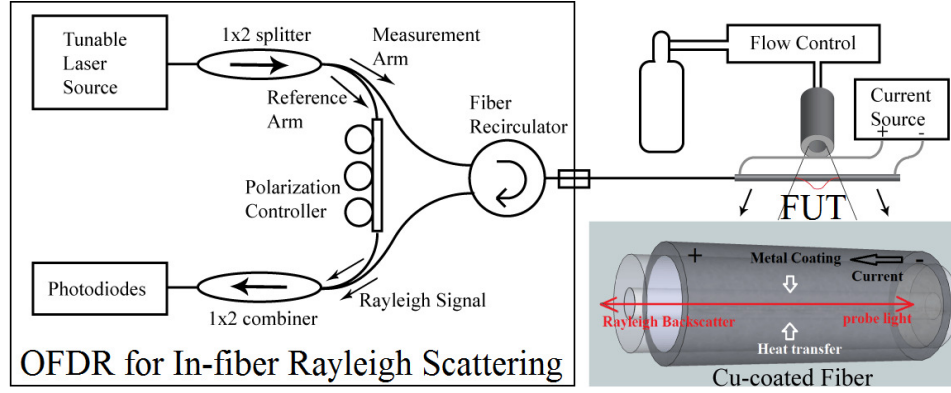 Tunable
Laser
Source
1x2 splitter
Measurement
Arm
Reference
Arm
Polarization
Controller
Fiber
Recirculator
Photodiodes
1x2 combiner
Rayleigh Signal
OFDR for In-fiber Rayleigh Scattering
Flow Control
Current
Source
+ -
FUT
+ Metal Coating -
Current
Rayleigh Backscatter probe light
Heat transfer
Cu-coated Fiber